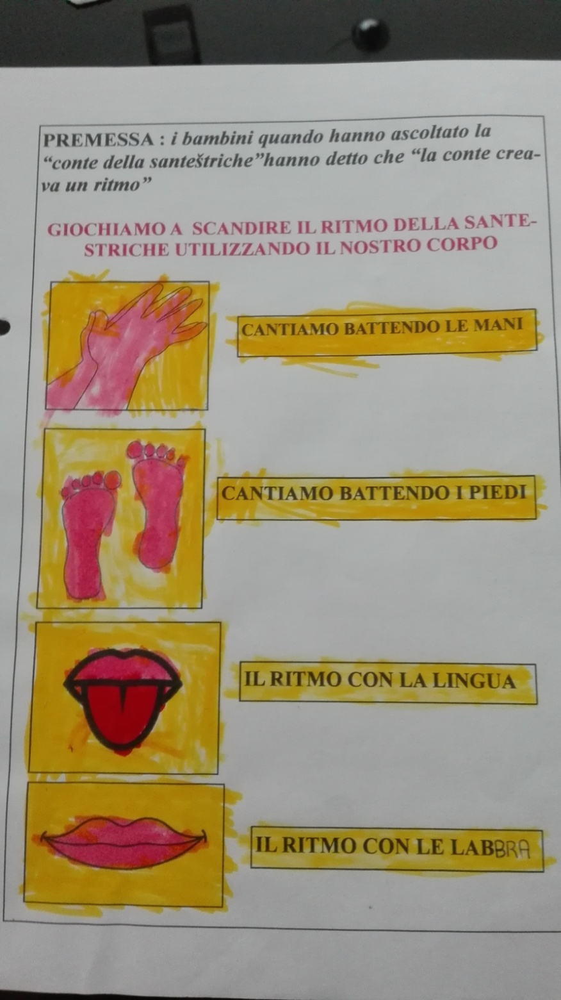 PREMESSA : i bambini quando hanno ascoltato la
“conte della santeštriche”hanno detto che “la conte crea-
va un ritmo”
GIOCHIAMO A SCANDIRE IL RITMO DELLA SANTE-
STRICHE UTILIZZANDO IL NOSTRO CORPO
CANTIAMO BATTENDO LE MANI
CANTIAMO BATTENDO I PIEDI
IL RITMO CON LA LINGUA
IL RITMO CON LE LABBRA